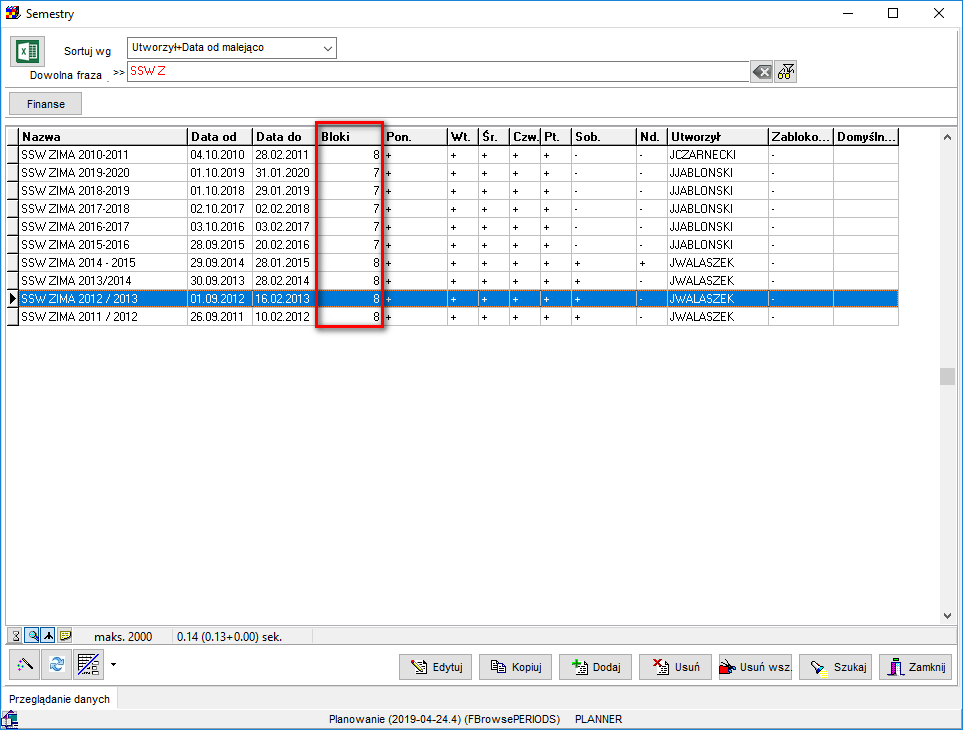 Semestry
Sortuj wg Utworzył+Data od malejąco
Dowolna fraza >> SSW Z
Finanse
Nazwa Data od Data do Bloki Pon. Wt. Śr. Czw. Pt. Sob. Nd. Utworzył Zabloko... Domyśln...
SSW ZIMA 2010-2011 04.10.2010 28.02.2011 8 + + + + + - - JCZARNECKI -
SSW ZIMA 2019-2020 01.10.2019 31.01.2020 7 + + + + + - - JJABLONSKI -
SSW ZIMA 2018-2019 01.10.2018 29.01.2019 7 + + + + + - - JJABLONSKI -
SSW ZIMA 2017-2018 02.10.2017 02.02.2018 7 + + + + + - - JJABLONSKI -
SSW ZIMA 2016-2017 03.10.2016 03.02.2017 7 + + + + + - - JJABLONSKI -
SSW ZIMA 2015-2016 28.09.2015 20.02.2016 7 + + + + + - - JJABLONSKI -
SSW ZIMA 2014 - 2015 29.09.2014 28.01.2015 8 + + + + + + + JWALASZEK -
SSW ZIMA 2013/2014 30.09.2013 28.02.2014 8 + + + + + + - JWALASZEK -
SSW ZIMA 2012 / 2013 01.09.2012 16.02.2013 8 + + + + + + - JWALASZEK -
SSW ZIMA 2011 / 2012 26.09.2011 10.02.2012 8 + + + + + + - JWALASZEK -
maks. 2000 0.14 (0.13+0.00) sek.
Edytuj Kopiuj Dodaj Usuń Usuń wsz. Szukaj Zamknij
Przeglądanie danych
Planowanie (2019-04-24.4) (FBrowsePERIODS) PLANNER